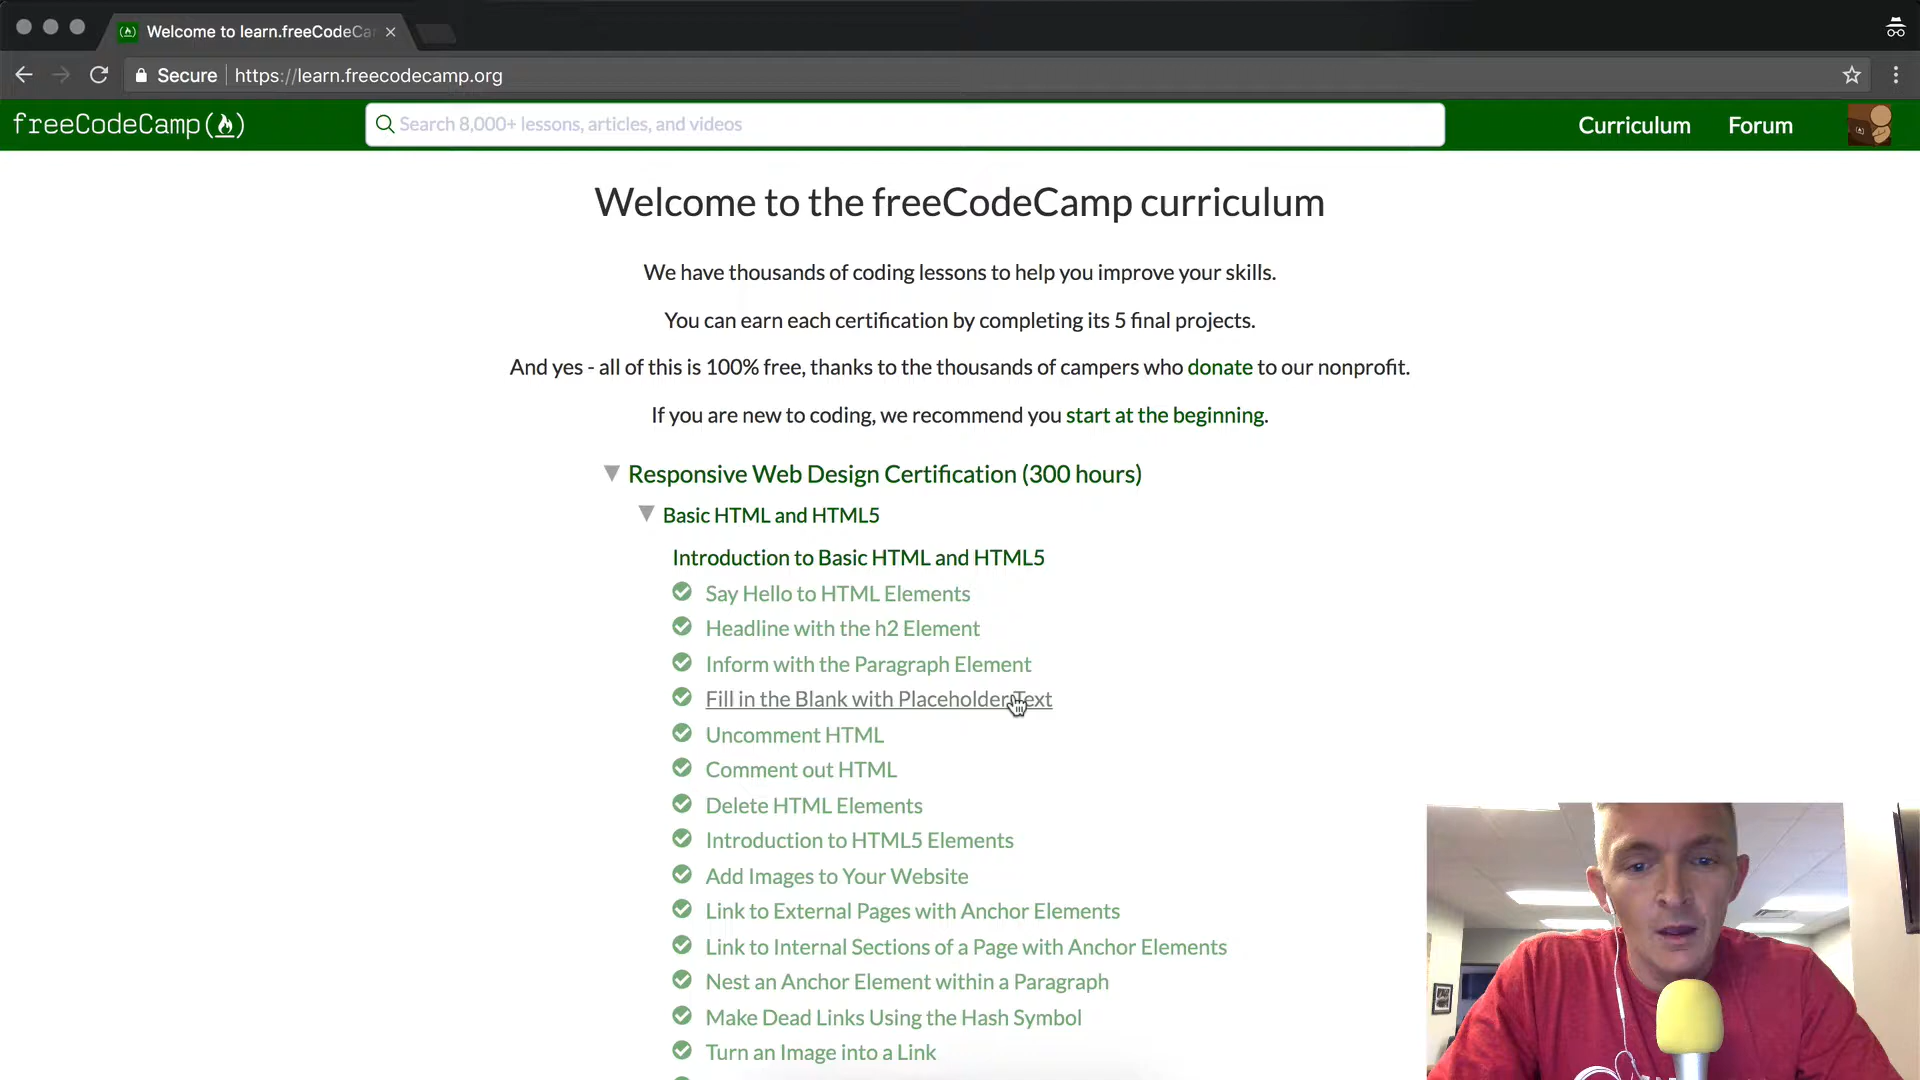 Welcome to learn.freeCodeCa
Secure https://learn.freecodecamp.org
freeCodeCamp
Search 8,000+ lessons, articles, and videos
Curriculum
Forum
Welcome to the freeCodeCamp curriculum
We have thousands of coding lessons to help you improve your skills.
You can earn each certification by completing its 5 final projects.
And yes - all of this is 100% free, thanks to the thousands of campers who donate to our nonprofit.
If you are new to coding, we recommend you start at the beginning.
Responsive Web Design Certification (300 hours)
Basic HTML and HTML5
Introduction to Basic HTML and HTML5
Say Hello to HTML Elements
Headline with the h2 Element
Inform with the Paragraph Element
Fill in the Blank with Placeholder Text
Uncomment HTML
Comment out HTML
Delete HTML Elements
Introduction to HTML5 Elements
Add Images to Your Website
Link to External Pages with Anchor Elements
Link to Internal Sections of a Page with Anchor Elements
Nest an Anchor Element within a Paragraph
Make Dead Links Using the Hash Symbol
Turn an Image into a Link